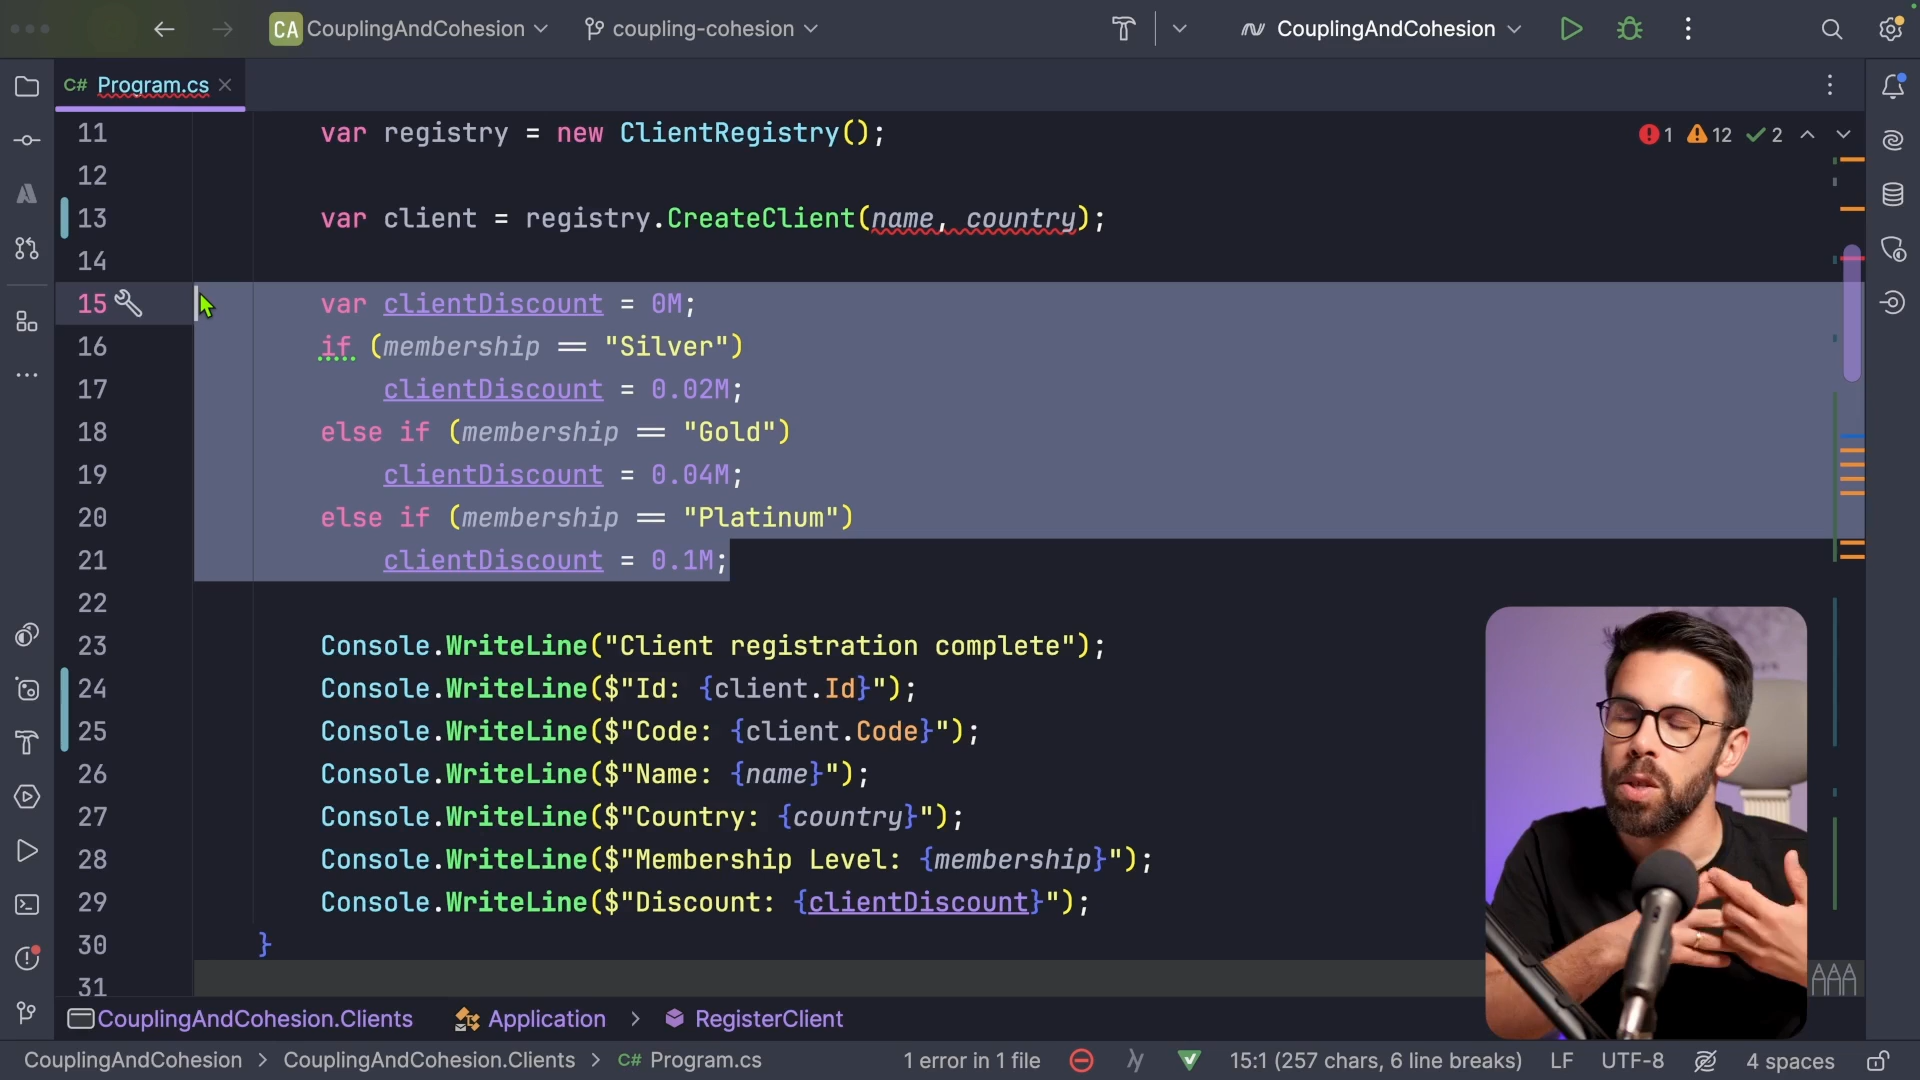 CA CouplingAndCohesion coupling-cohesion CouplingAndCohesion
C# Program.cs
11 var registry = new ClientRegistry(); 1 12 2
12
13 var client = registry.CreateClient(name, country);
14
15 var clientDiscount = 0M;
16 if (membership == "Silver")
17 clientDiscount = 0.02M;
18 else if (membership == "Gold")
19 clientDiscount = 0.04M;
20 else if (membership == "Platinum")
21 clientDiscount = 0.1M;
22
23 Console.WriteLine("Client registration complete");
24 Console.WriteLine($"Id: {client.Id}");
25 Console.WriteLine($"Code: {client.Code}");
26 Console.WriteLine($"Name: {name}");
27 Console.WriteLine($"Country: {country}");
28 Console.WriteLine($"Membership Level: {membership}");
29 Console.WriteLine($"Discount: {clientDiscount}");
30 }
31
CouplingAndCohesion.Clients Application > RegisterClient
CouplingAndCohesion > CouplingAndCohesion.Clients > C# Program.cs 1 error in 1 file 15:1 (257 chars, 6 line breaks) LF UTF-8 4 spaces